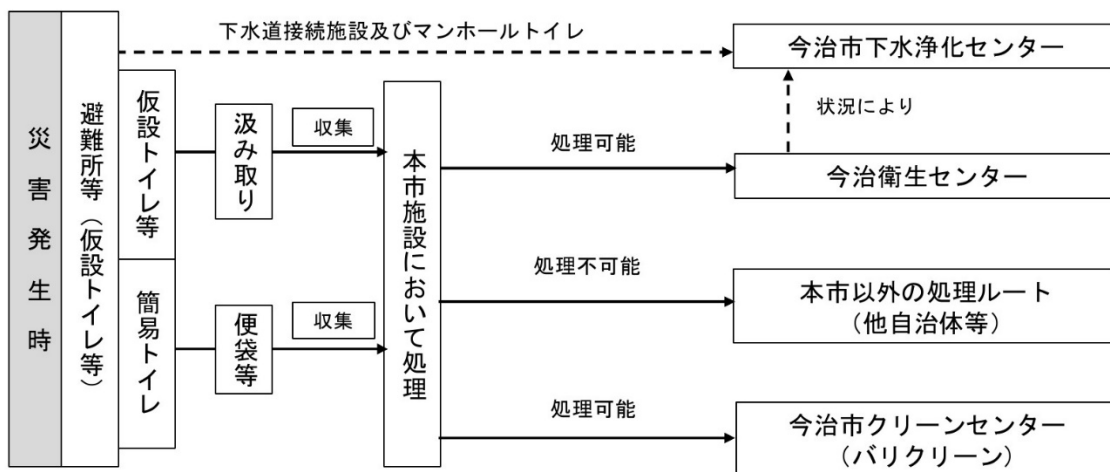 災害発生時
避難所等（仮設トイレ等）
下水道接続施設及びマンホールトイレ
今治市下水浄化センター
仮設トイレ等
汲み取り
収集
本市施設において処理
処理可能
状況により
今治衛生センター
処理不可能
本市以外の処理ルート
（他自治体等）
簡易トイレ
便袋等
収集
処理可能
今治市クリーンセンター
（バリクリーン）